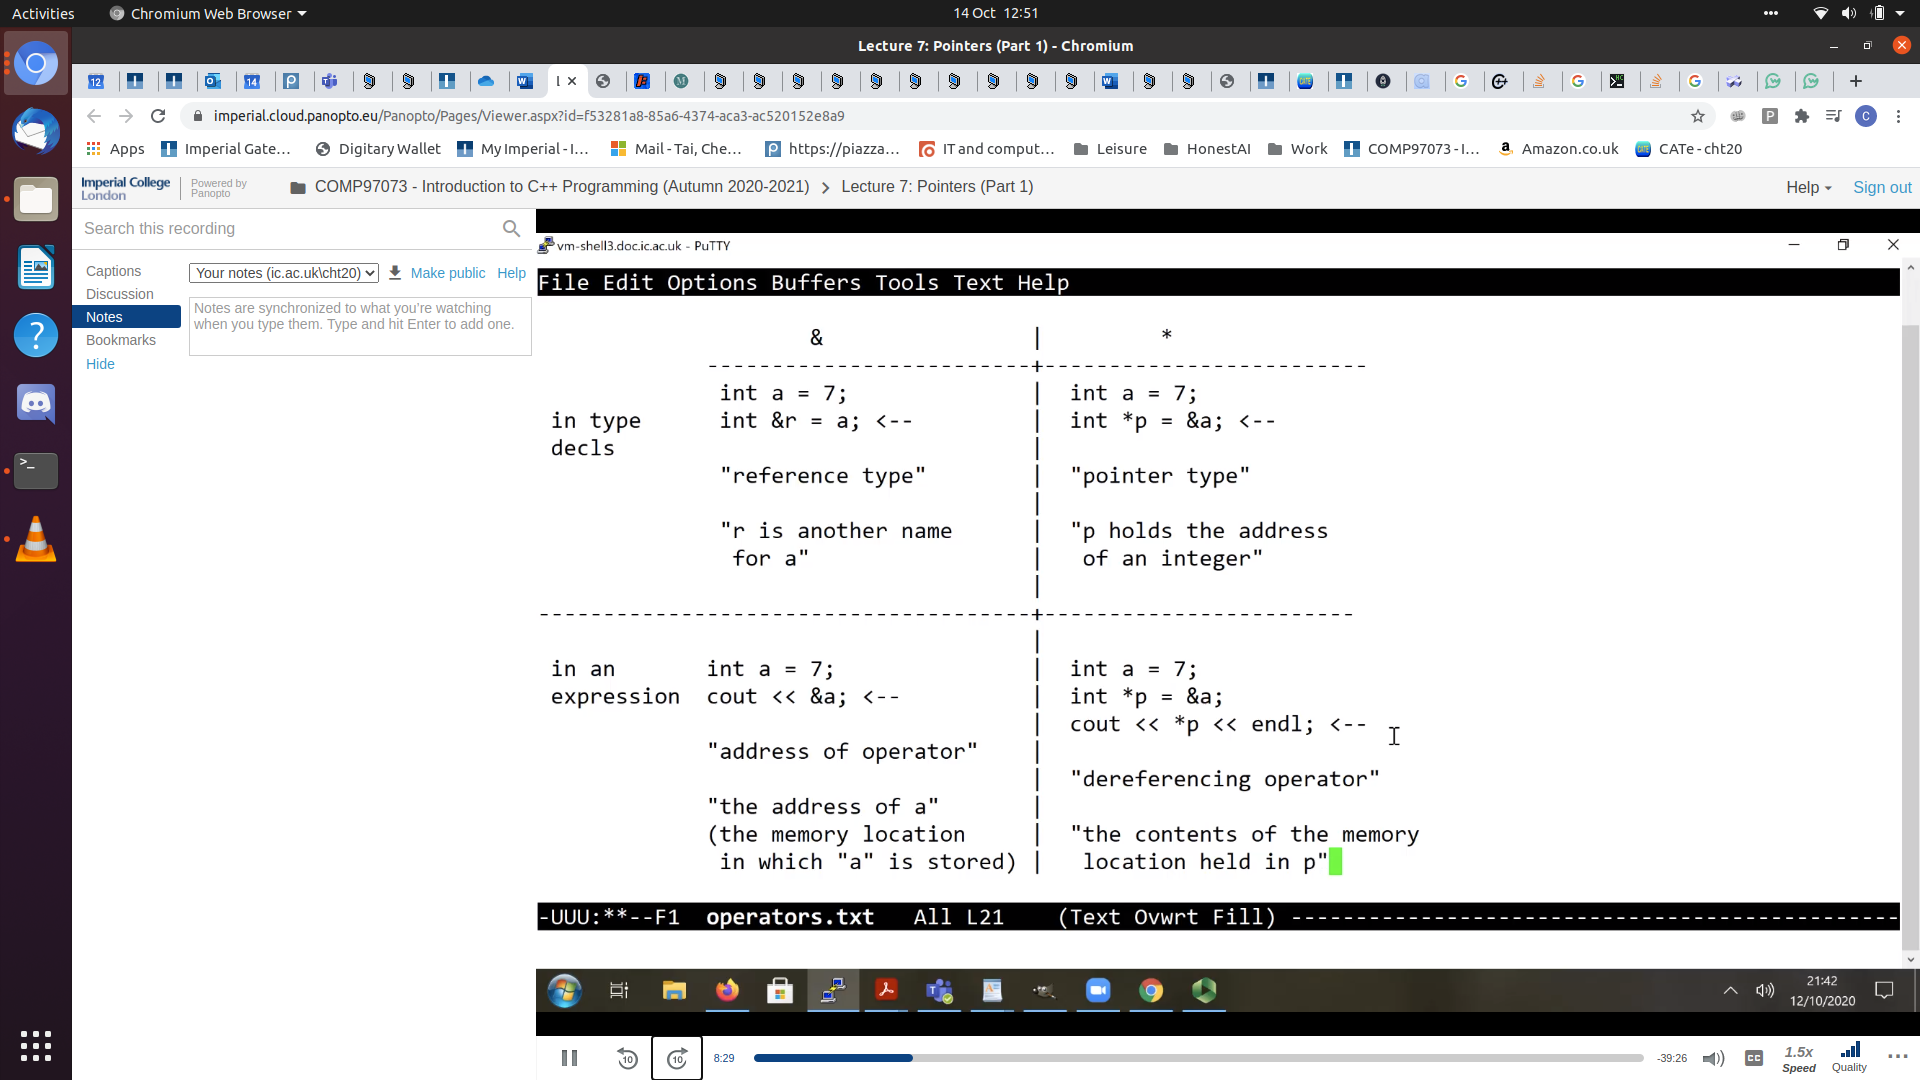 Activities
Chromium Web Browser
14 Oct 12:51
Lecture 7: Pointers (Part 1) - Chromium
imperial.cloud.panopto.eu/Panopto/Pages/Viewer.aspx?id=f53281a8-85a6-4374-aca3-ac520152e8a9
Apps
Imperial Gate...
Digitary Wallet
My Imperial - I...
Mail - Tai, Che...
https://piazza...
IT and comput...
Leisure
HonestAI
Work
COMP97073 - I...
Amazon.co.uk
CATe - cht20
Imperial College
London
Powered by
Panopto
COMP97073 - Introduction to C++ Programming (Autumn 2020-2021)
Lecture 7: Pointers (Part 1)
Help
Sign out
Search this recording
Captions
Discussion
Notes
Bookmarks
Hide
Your notes (ic.ac.uk\cht20)
Make public
Help
Notes are synchronized to what you're watching
when you type them. Type and hit Enter to add one.
vm-shell3.doc.ic.ac.uk - PuTTY
File Edit Options Buffers Tools Text Help
& | *
--------------------------+-------------------------
int a = 7; | int a = 7;
in type int &r = a; <-- | int *p = &a; <--
decls |
"reference type" | "pointer type"
|
"r is another name | "p holds the address
for a" | of an integer"
|
---------------------------------------+------------------------
|
in an int a = 7; | int a = 7;
expression cout << &a; <-- | int *p = &a;
| cout << *p << endl; <--
"address of operator" |
| "dereferencing operator"
"the address of a" |
(the memory location | "the contents of the memory
in which "a" is stored) | location held in p"
-UUU:**--F1 operators.txt All L21 (Text Ovwrt Fill) -----------------------------------------------
21:42
12/10/2020
10
10
8:29
-39:26
CC
1.5x
Speed
Quality